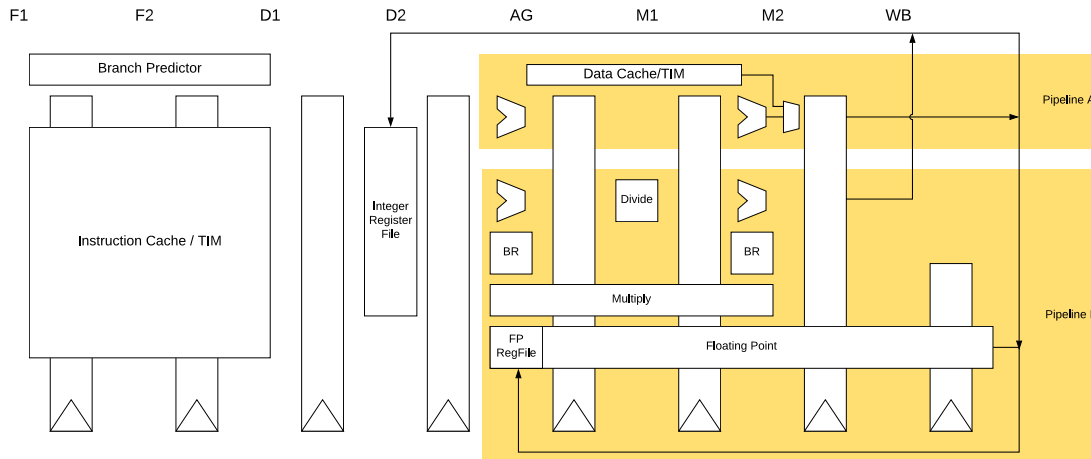 F1 F2 D1 D2 AG M1 M2 WB
Branch Predictor
Data Cache/TIM
Pipeline A
Instruction Cache / TIM
Integer
Register
File
Divide
BR
BR
Multiply
Pipeline
FP
RegFile
Floating Point